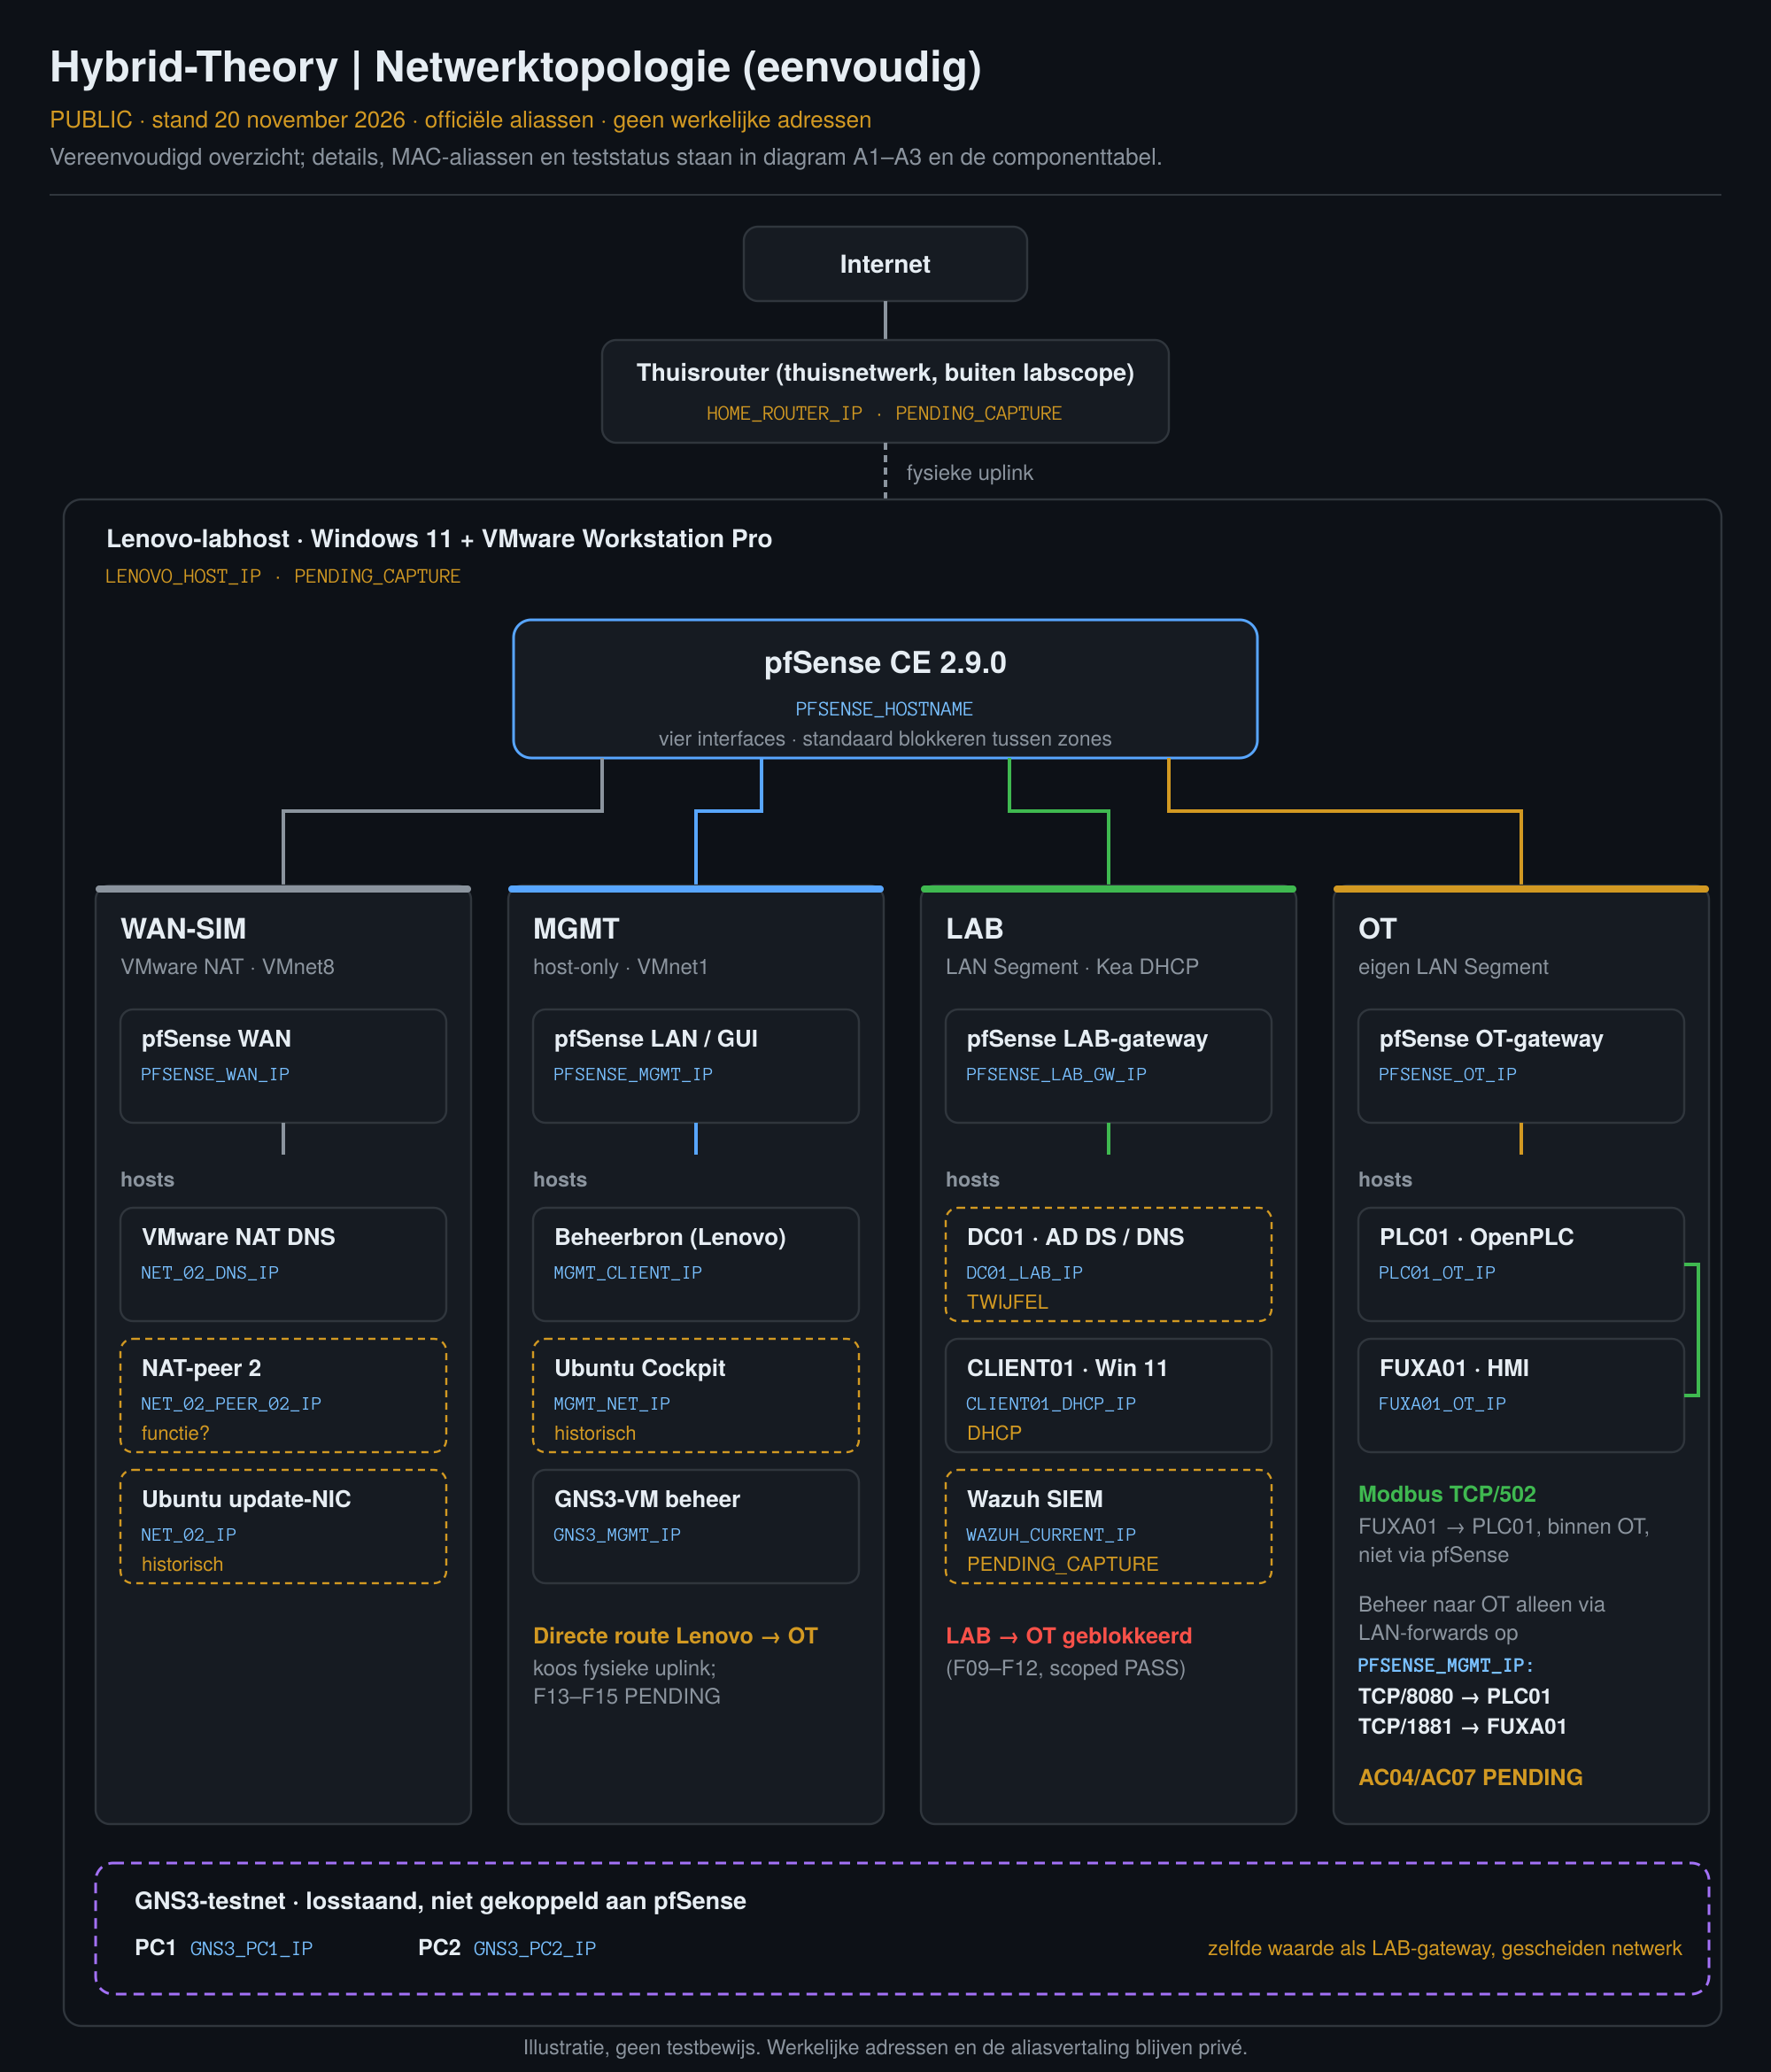 Hybrid-Theory | Netwerktopologie (eenvoudig)
PUBLIC · stand 20 november 2026 · officiële aliassen · geen werkelijke adressen
Vereenvoudigd overzicht; details, MAC-aliassen en teststatus staan in diagram A1–A3 en de componenttabel.
Internet
Thuisrouter (thuisnetwerk, buiten labscope)
HOME_ROUTER_IP · PENDING_CAPTURE
fysieke uplink
Lenovo-labhost · Windows 11 + VMware Workstation Pro
LENOVO_HOST_IP · PENDING_CAPTURE
pfSense CE 2.9.0
PFSENSE_HOSTNAME
vier interfaces · standaard blokkeren tussen zones
WAN-SIM
VMware NAT · VMnet8
pfSense WAN
PFSENSE_WAN_IP
hosts
VMware NAT DNS
NET_02_DNS_IP
NAT-peer 2
NET_02_PEER_02_IP
functie?
Ubuntu update-NIC
NET_02_IP
historisch
MGMT
host-only · VMnet1
pfSense LAN / GUI
PFSENSE_MGMT_IP
hosts
Beheerbron (Lenovo)
MGMT_CLIENT_IP
Ubuntu Cockpit
MGMT_NET_IP
historisch
GNS3-VM beheer
GNS3_MGMT_IP
Directe route Lenovo → OT
koos fysieke uplink;
F13–F15 PENDING
LAB
LAN Segment · Kea DHCP
pfSense LAB-gateway
PFSENSE_LAB_GW_IP
hosts
DC01 · AD DS / DNS
DC01_LAB_IP
TWIJFEL
CLIENT01 · Win 11
CLIENT01_DHCP_IP
DHCP
Wazuh SIEM
WAZUH_CURRENT_IP
PENDING_CAPTURE
LAB → OT geblokkeerd
(F09–F12, scoped PASS)
OT
eigen LAN Segment
pfSense OT-gateway
PFSENSE_OT_IP
hosts
PLC01 · OpenPLC
PLC01_OT_IP
FUXA01 · HMI
FUXA01_OT_IP
Modbus TCP/502
FUXA01 → PLC01, binnen OT,
niet via pfSense
Beheer naar OT alleen via
LAN-forwards op
PFSENSE_MGMT_IP:
TCP/8080 → PLC01
TCP/1881 → FUXA01
AC04/AC07 PENDING
GNS3-testnet · losstaand, niet gekoppeld aan pfSense
PC1 GNS3_PC1_IP PC2 GNS3_PC2_IP zelfde waarde als LAB-gateway, gescheiden netwerk
Illustratie, geen testbewijs. Werkelijke adressen en de aliasvertaling blijven privé.